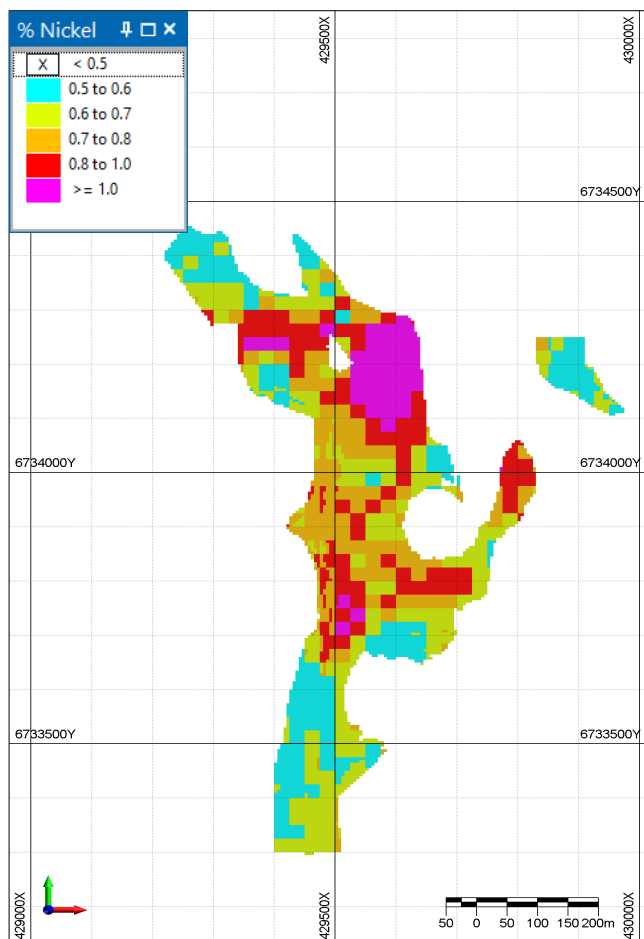 % Nickel
X < 0.5
0.5 to 0.6
0.6 to 0.7
0.7 to 0.8
0.8 to 1.0
>= 1.0
429500X
430000X
6734500Y
6734000Y
6734000Y
6733500Y
6733500Y
429000X
429500X
430000X
50 0 50 100 150 200m